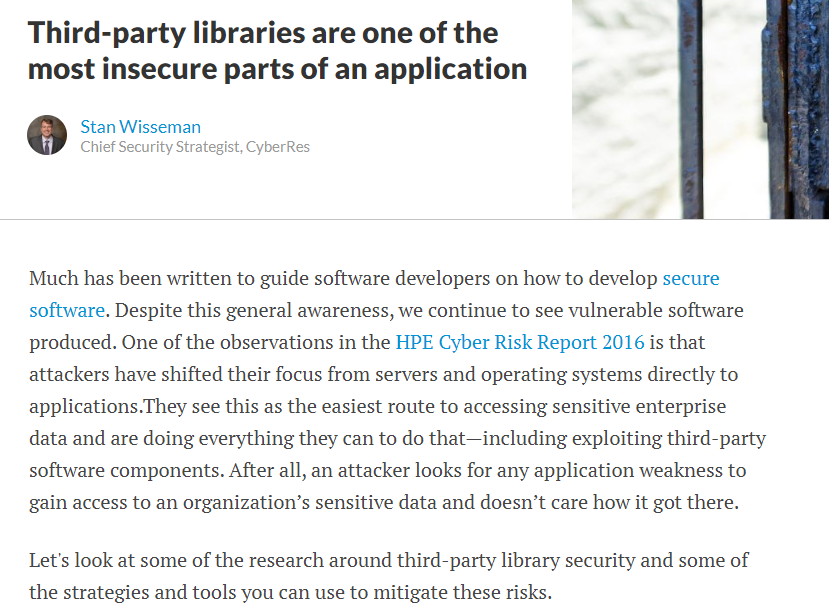 Third-party libraries are one of the
most insecure parts of an application
Stan Wisseman
Chief Security Strategist, CyberRes
Much has been written to guide software developers on how to develop secure
software. Despite this general awareness, we continue to see vulnerable software
produced. One of the observations in the HPE Cyber Risk Report 2016 is that
attackers have shifted their focus from servers and operating systems directly to
applications.They see this as the easiest route to accessing sensitive enterprise
data and are doing everything they can to do that—including exploiting third-party
software components. After all, an attacker looks for any application weakness to
gain access to an organization’s sensitive data and doesn’t care how it got there.
Let's look at some of the research around third-party library security and some of
the strategies and tools you can use to mitigate these risks.